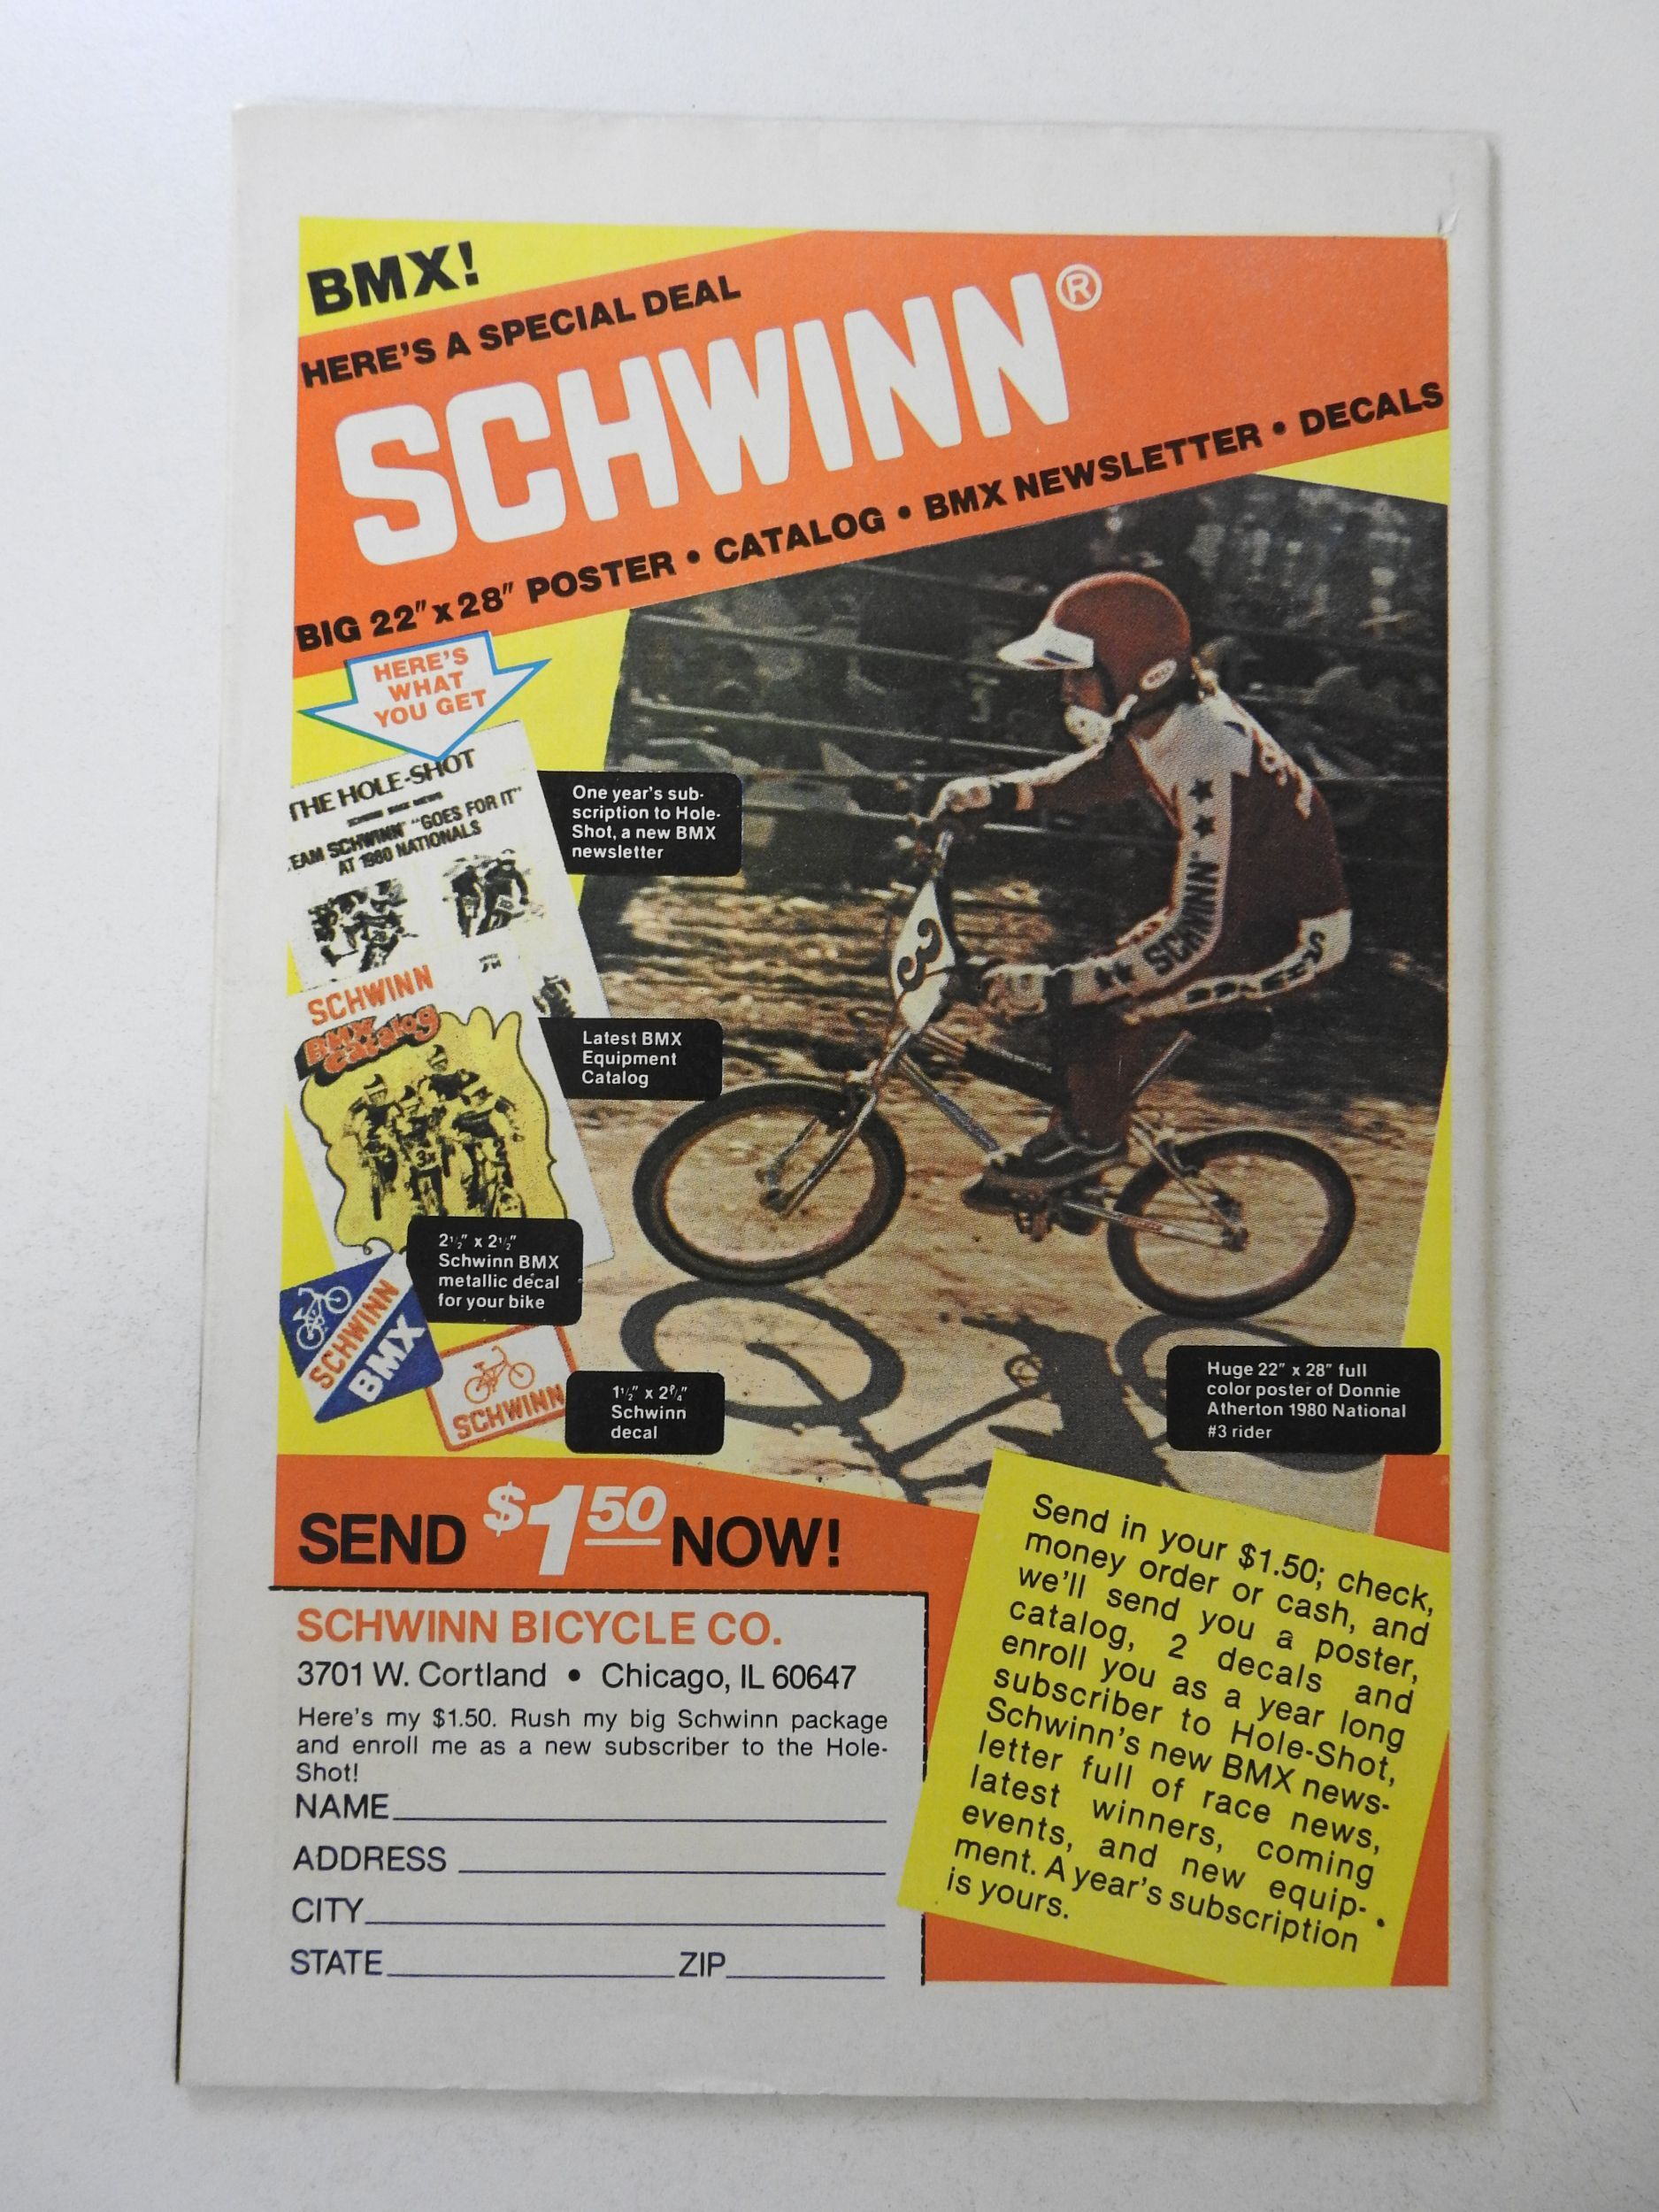 BMX!
HERE'S A SPECIAL DEAL
SCHWINN®
BIG 22" x 28" POSTER • CATALOG • BMX NEWSLETTER • DECALS
HERE'S
WHAT
YOU GET
THE HOLE-SHOT
SCHWINN BMX NEWS
EAM SCHWINN "GOES FOR IT"
AT 1980 NATIONALS
One year's sub-
scription to Hole-
Shot, a new BMX
newsletter
SCHWINN
BMX
Catalog
3x
Latest BMX
Equipment
Catalog
BELL
SCHWINN
3
2½" x 2½"
Schwinn BMX
metallic decal
for your bike
SCHWINN
BMX
SCHWINN
Schwinn
decal
Huge 22" x 28" full
color poster of Donnie
Atherton 1980 National
#3 rider
SEND $1.50 NOW!
SCHWINN BICYCLE CO.
3701 W. Cortland • Chicago, IL 60647
Here's my $1.50. Rush my big Schwinn package
and enroll me as a new subscriber to the Hole-
Shot!
NAME
ADDRESS
CITY
STATE ZIP
Send in your $1.50; check,
money order or cash, and
we'll send you a poster,
catalog, 2 decals and
enroll you as a year long
subscriber to Hole-Shot,
Schwinn's new BMX news-
letter full of race news,
latest winners, coming
events, and new equip-
ment. A year's subscription
is yours.